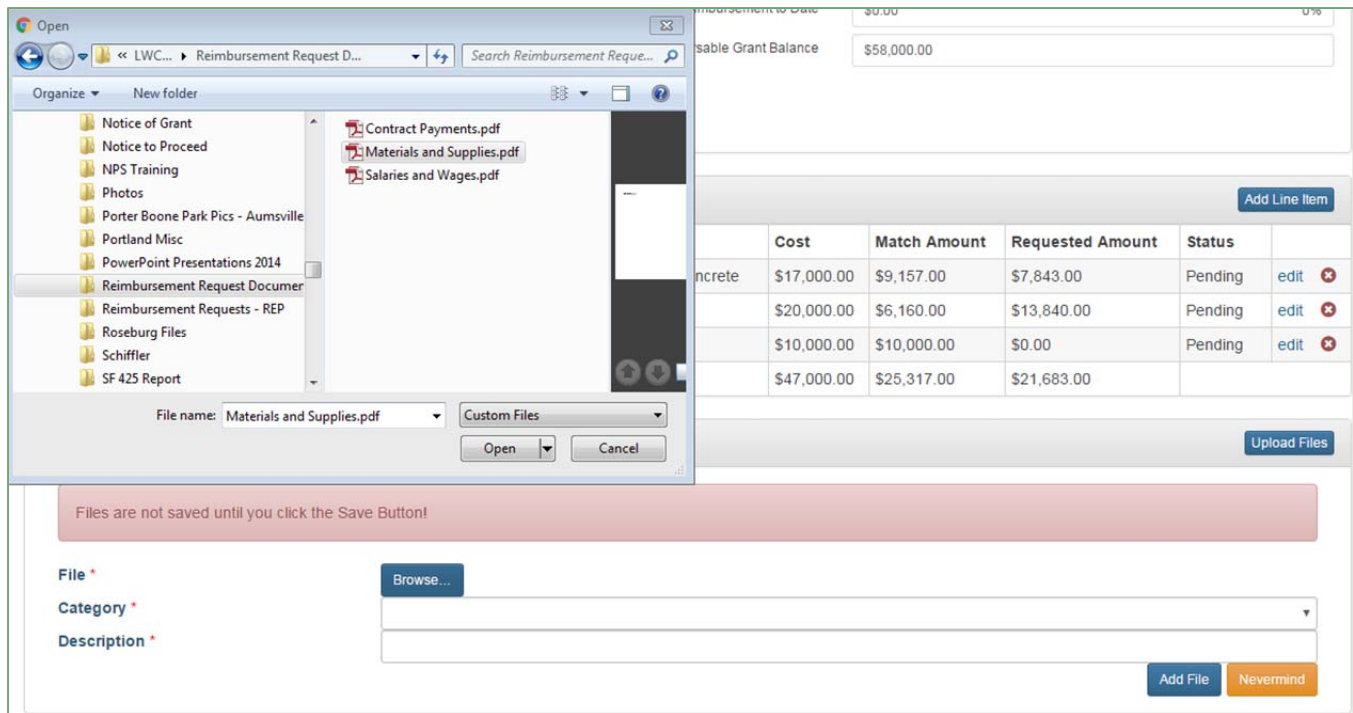 Open
« LWC... ▸ Reimbursement Request D...
Search Reimbursement Reque...
Organize
New folder
Notice of Grant
Notice to Proceed
NPS Training
Photos
Porter Boone Park Pics - Aumsville
Portland Misc
PowerPoint Presentations 2014
Reimbursement Request Documer
Reimbursement Requests - REP
Roseburg Files
Schiffler
SF 425 Report
Contract Payments.pdf
Materials and Supplies.pdf
Salaries and Wages.pdf
File name: Materials and Supplies.pdf
Custom Files
Open
Cancel
to Date $0.00 0%
sable Grant Balance $58,000.00
Add Line Item
Cost Match Amount Requested Amount Status
ncrete $17,000.00 $9,157.00 $7,843.00 Pending edit
$20,000.00 $6,160.00 $13,840.00 Pending edit
$10,000.00 $10,000.00 $0.00 Pending edit
$47,000.00 $25,317.00 $21,683.00
Upload Files
Files are not saved until you click the Save Button!
File * Browse...
Category *
Description *
Add File Nevermind